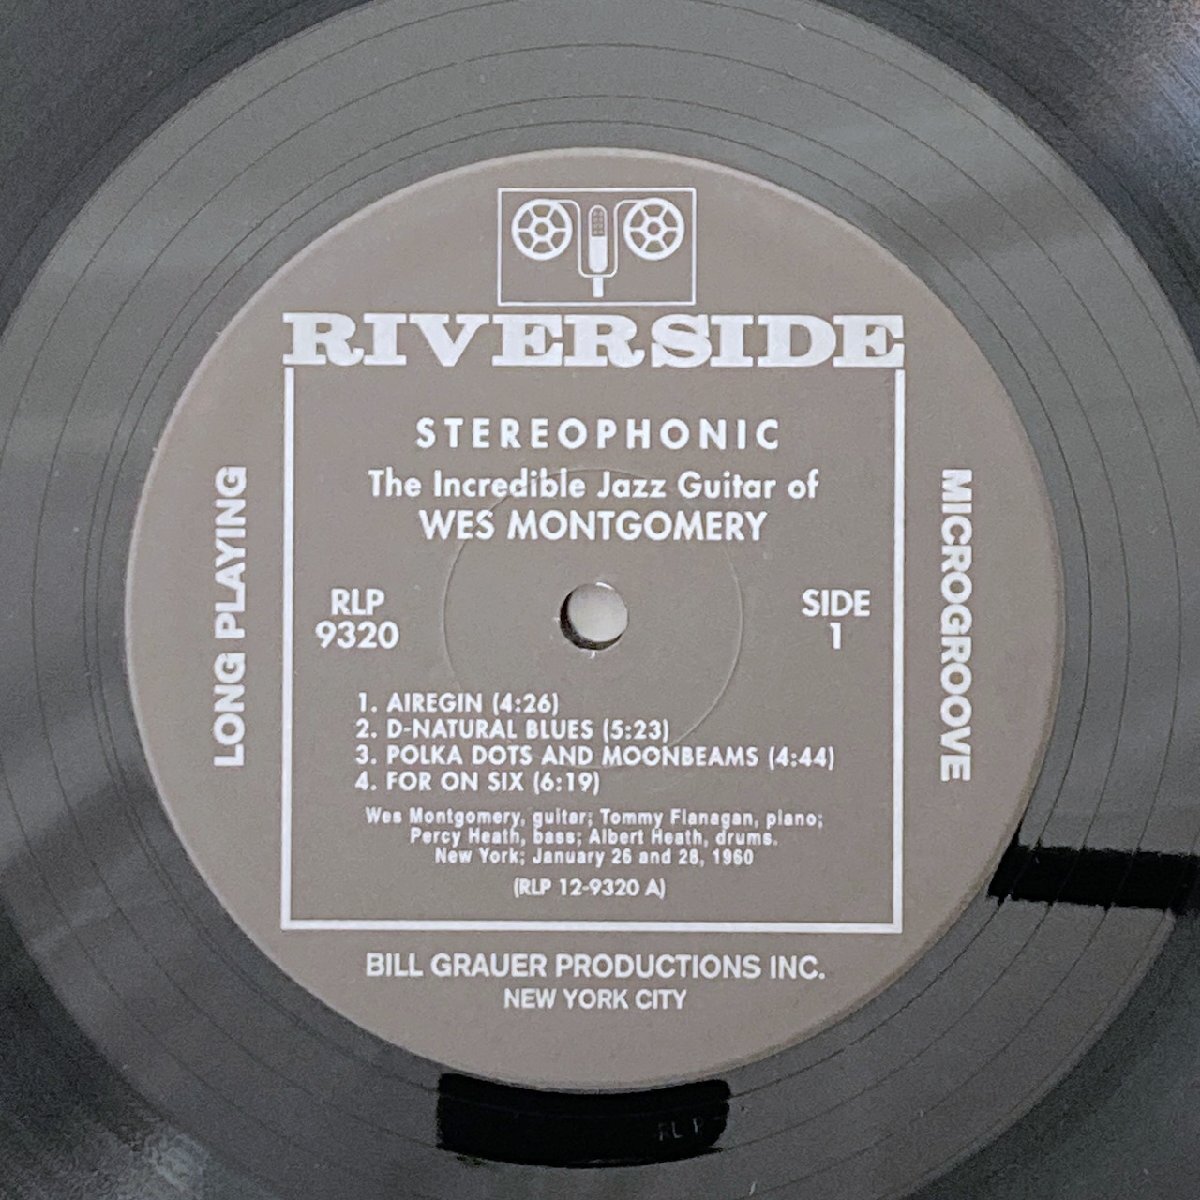 RIVERSIDE
STEREOPHONIC
The Incredible Jazz Guitar of
WES MONTGOMERY
LONG PLAYING
MICROGROOVE
RLP
9320
SIDE
1
1. AIREGIN (4:26)
2. D-NATURAL BLUES (5:23)
3. POLKA DOTS AND MOONBEAMS (4:44)
4. FOR ON SIX (6:19)
Wes Montgomery, guitar; Tommy Flanagan, piano;
Percy Heath, bass; Albert Heath, drums.
New York; January 26 and 28, 1960
(RLP 12-9320 A)
BILL GRAUER PRODUCTIONS INC.
NEW YORK CITY